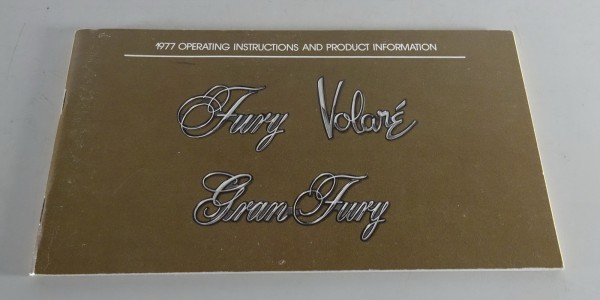 1977 OPERATING INSTRUCTIONS AND PRODUCT INFORMATION
Fury Volaré
Gran Fury